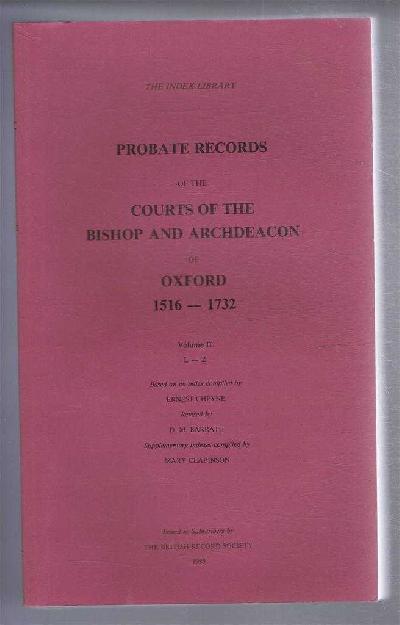 THE INDEX LIBRARY
PROBATE RECORDS
OF THE
COURTS OF THE
BISHOP AND ARCHDEACON
OF
OXFORD
1516 — 1732
Volume II
L — Z
Based on an index compiled by
ERNEST CHEYNE
Revised by
D. M. BARRATT
Supplementary indexes compiled by
MARY CLAPINSON
Issued to Subscribers by
THE BRITISH RECORD SOCIETY